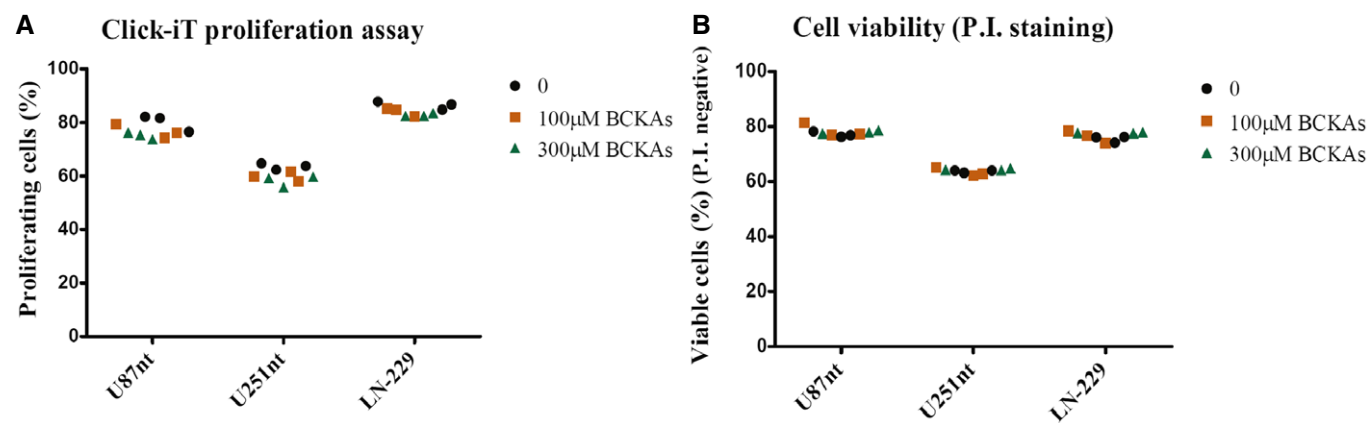 A
Click-iT proliferation assay
Proliferating cells (%)
100
80
60
40
20
0
U87nt
U251nt
LN-229
0
100μM BCKAs
300μM BCKAs
B
Cell viability (P.I. staining)
Viable cells (%) (P.I. negative)
100
80
60
40
20
0
U87nt
U251nt
LN-229
0
100μM BCKAs
300μM BCKAs